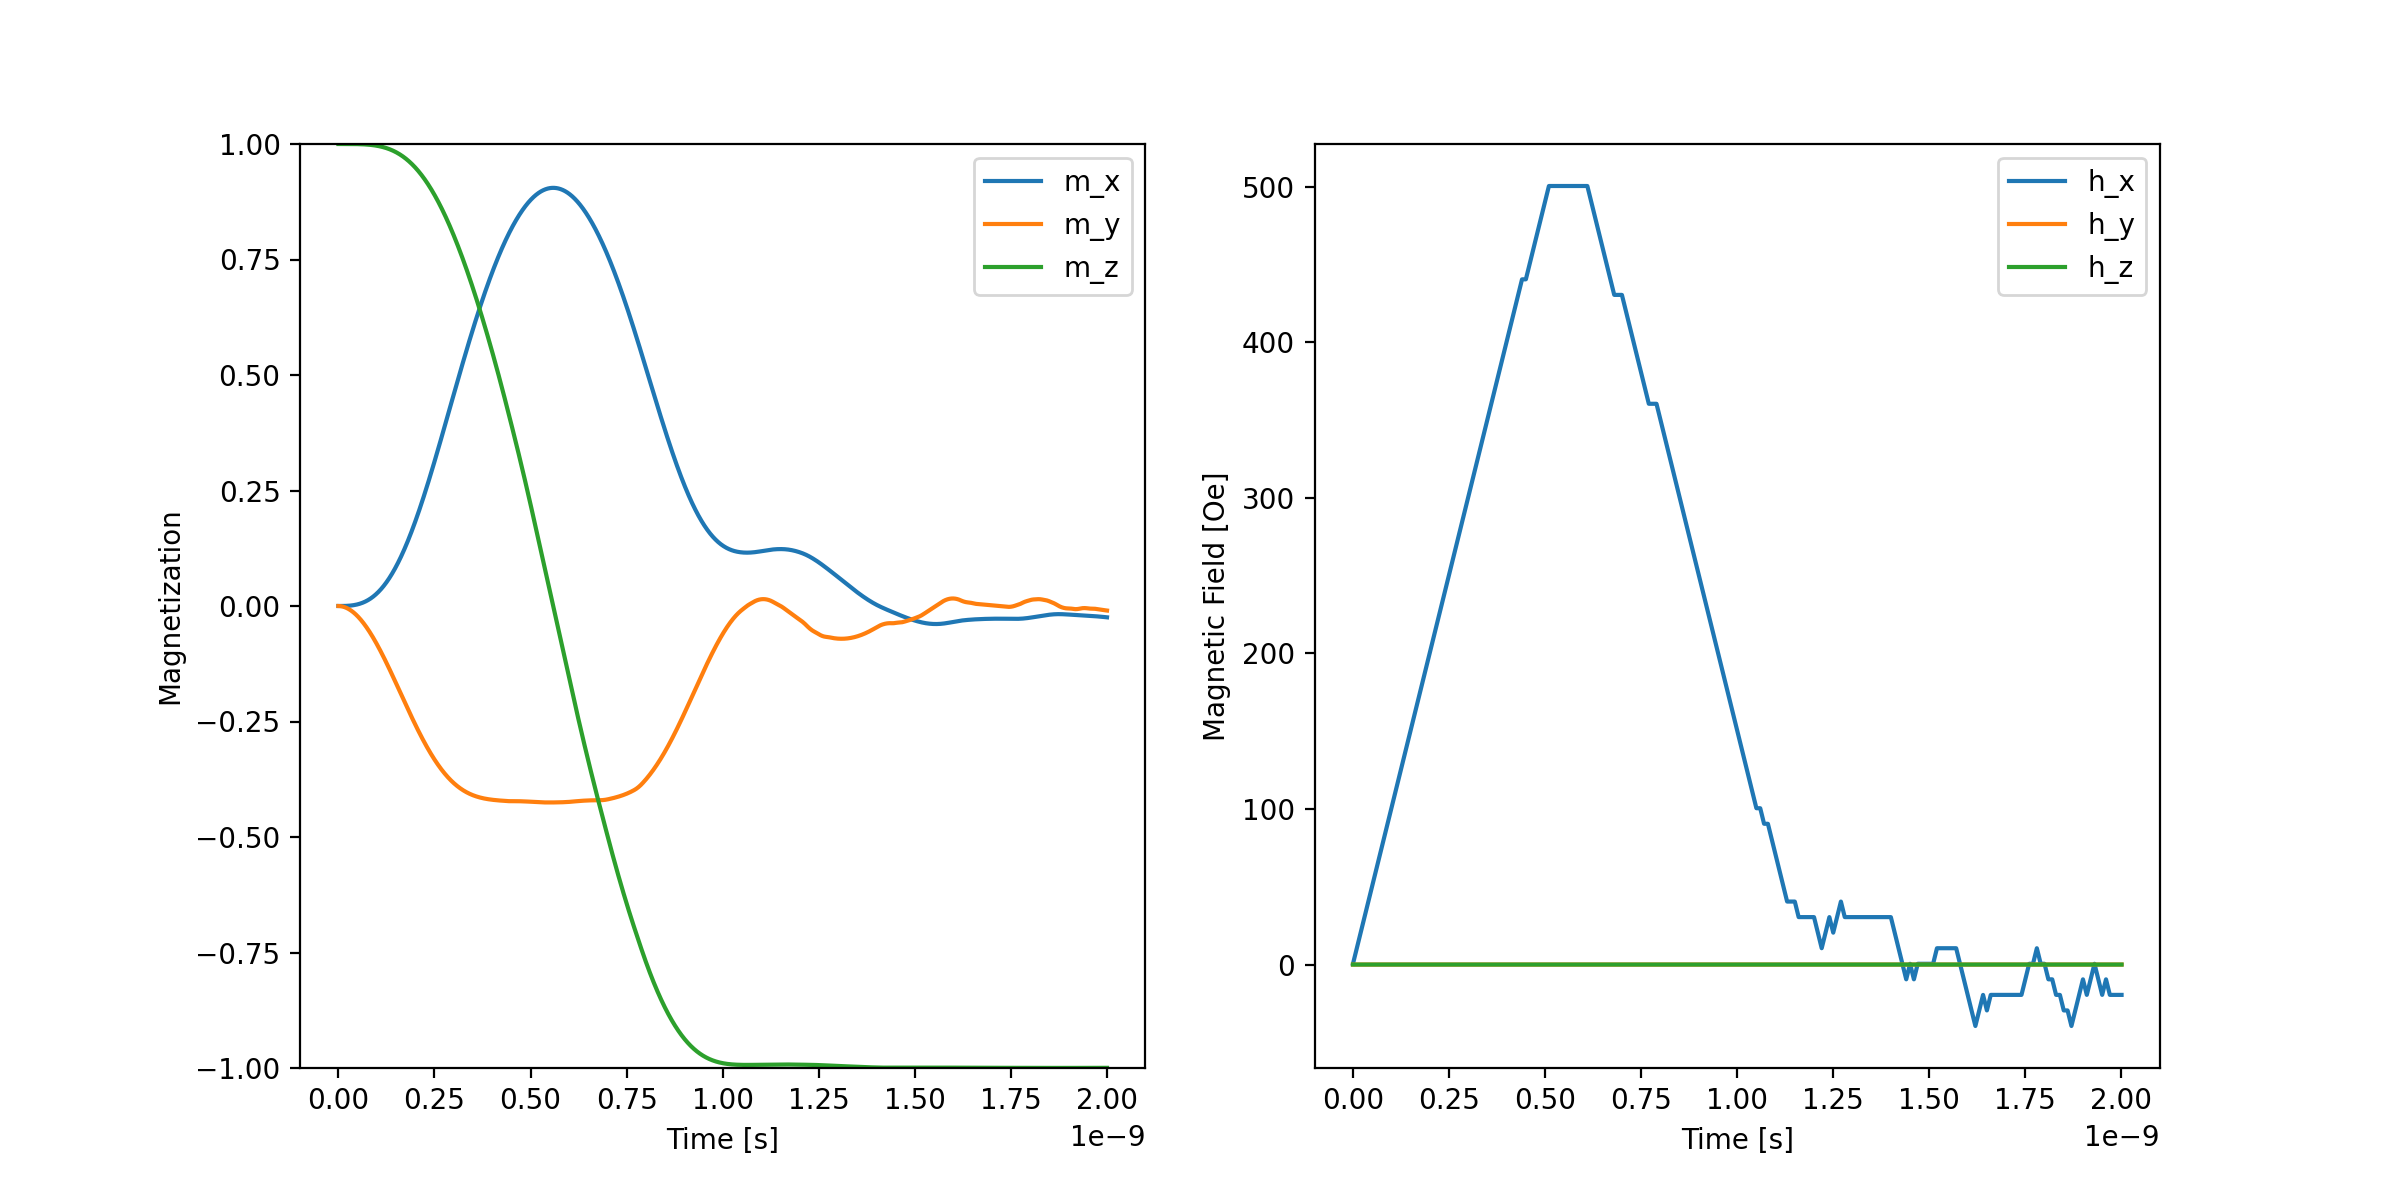 1.00
0.75
0.50
0.25
0.00
−0.25
−0.50
−0.75
−1.00
Magnetization
m_x
m_y
m_z
0.00 0.25 0.50 0.75 1.00 1.25 1.50 1.75 2.00
Time [s]
1e−9
500
400
300
200
100
0
Magnetic Field [Oe]
h_x
h_y
h_z
0.00 0.25 0.50 0.75 1.00 1.25 1.50 1.75 2.00
Time [s]
1e−9